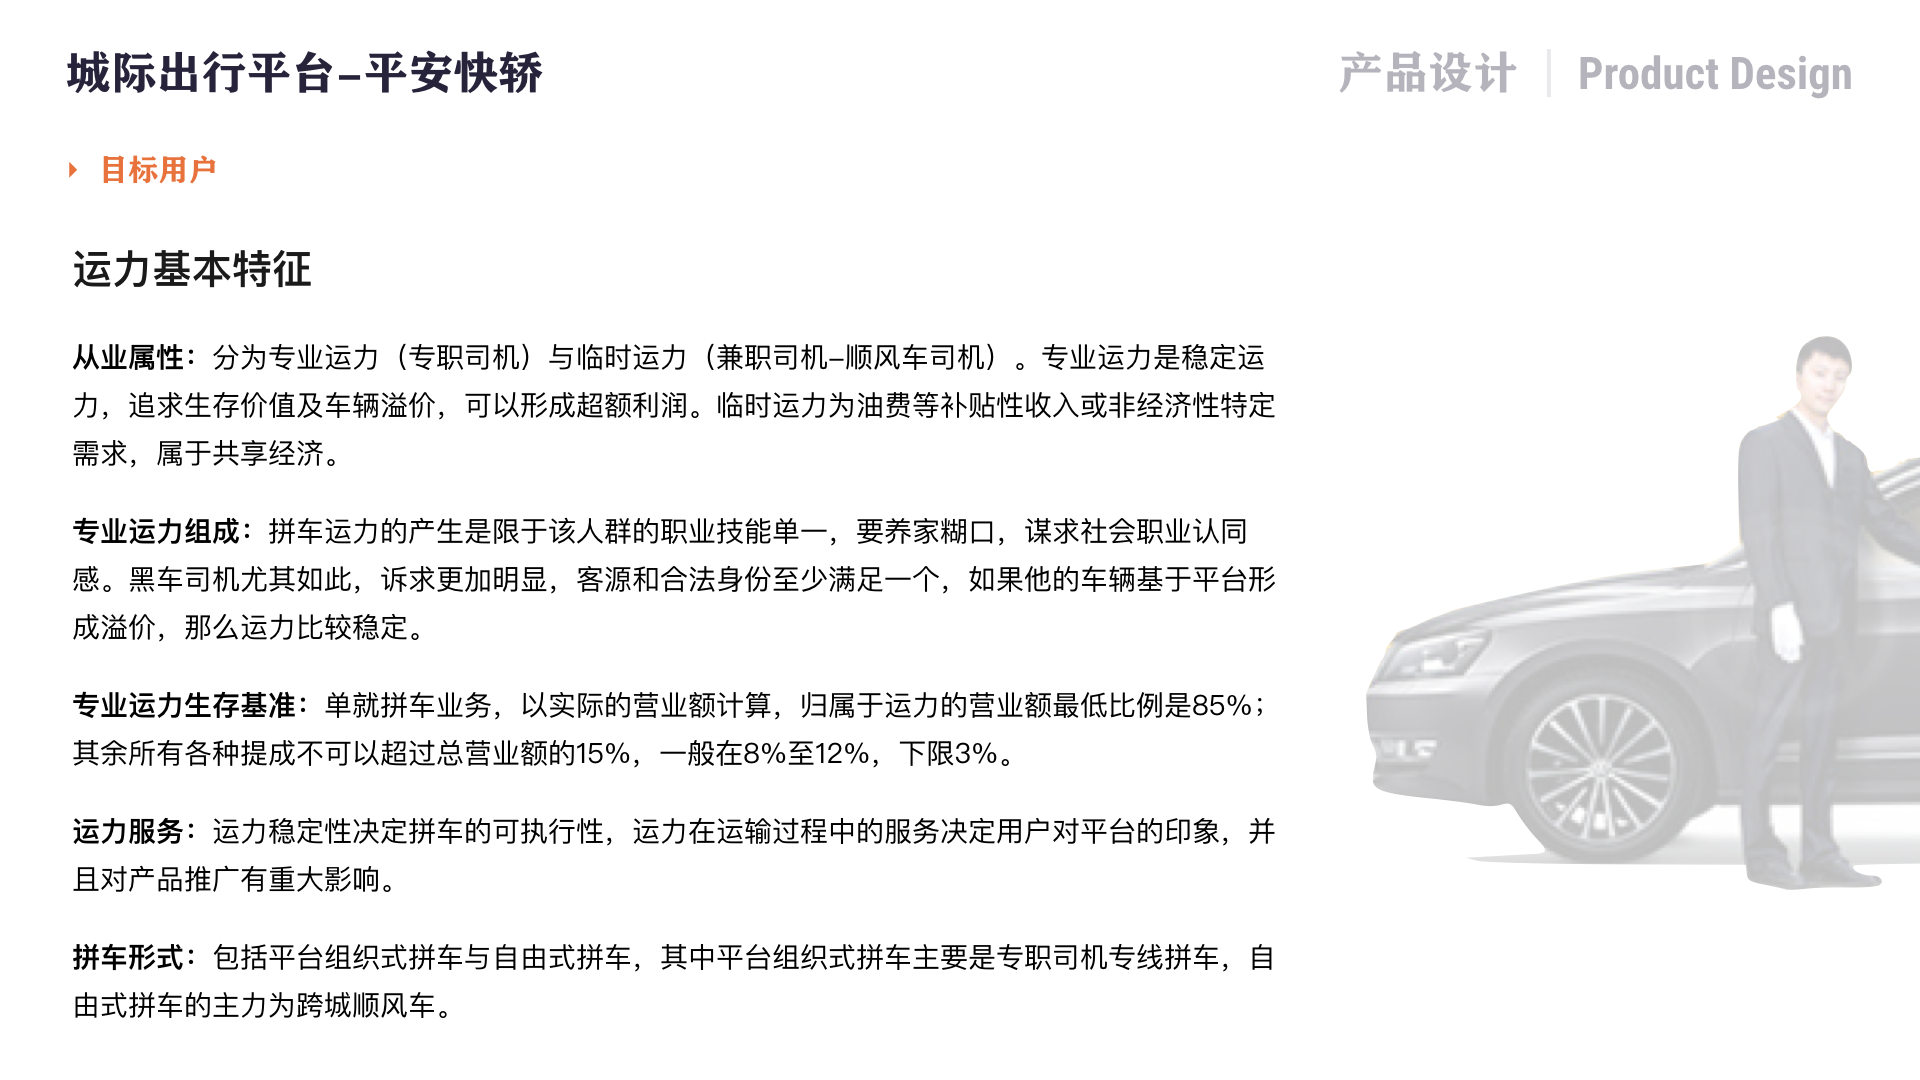 城际出行平台–平安快轿
产品设计 | Product Design
目标用户
运力基本特征
从业属性：分为专业运力（专职司机）与临时运力（兼职司机–顺风车司机）。专业运力是稳定运
力，追求生存价值及车辆溢价，可以形成超额利润。临时运力为油费等补贴性收入或非经济性特定
需求，属于共享经济。
专业运力组成：拼车运力的产生是限于该人群的职业技能单一，要养家糊口，谋求社会职业认同
感。黑车司机尤其如此，诉求更加明显，客源和合法身份至少满足一个，如果他的车辆基于平台形
成溢价，那么运力比较稳定。
专业运力生存基准：单就拼车业务，以实际的营业额计算，归属于运力的营业额最低比例是85%；
其余所有各种提成不可以超过总营业额的15%，一般在8%至12%，下限3%。
运力服务：运力稳定性决定拼车的可执行性，运力在运输过程中的服务决定用户对平台的印象，并
且对产品推广有重大影响。
拼车形式：包括平台组织式拼车与自由式拼车，其中平台组织式拼车主要是专职司机专线拼车，自
由式拼车的主力为跨城顺风车。